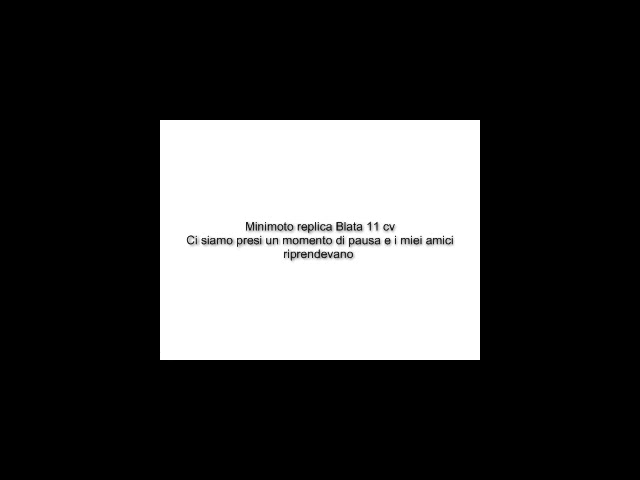 Minimoto replica Blata 11 cv
Ci siamo presi un momento di pausa e i miei amici
riprendevano